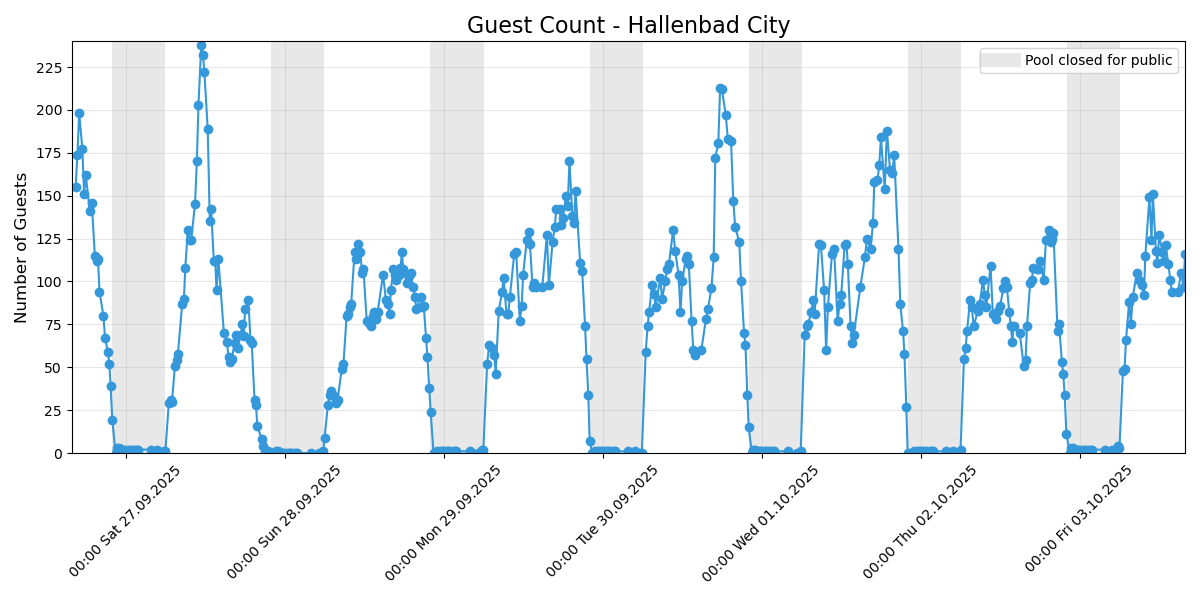 Guest Count - Hallenbad City
Pool closed for public
Number of Guests
225
200
175
150
125
100
75
50
25
0
00:00 Sat 27.09.2025
00:00 Sun 28.09.2025
00:00 Mon 29.09.2025
00:00 Tue 30.09.2025
00:00 Wed 01.10.2025
00:00 Thu 02.10.2025
00:00 Fri 03.10.2025